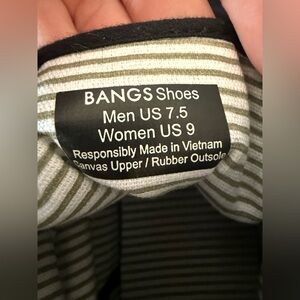 BANGS Shoes
Men US 7.5
Women US 9
Responsibly Made in Vietnam
Canvas Upper / Rubber Outsole